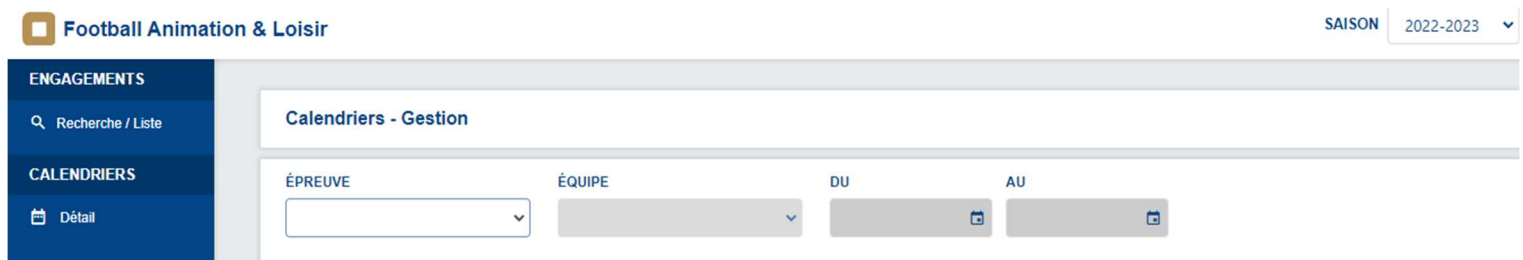 Football Animation & Loisir
SAISON 2022-2023
ENGAGEMENTS
Recherche / Liste
CALENDRIERS
Détail
Calendriers - Gestion
ÉPREUVE ÉQUIPE DU AU